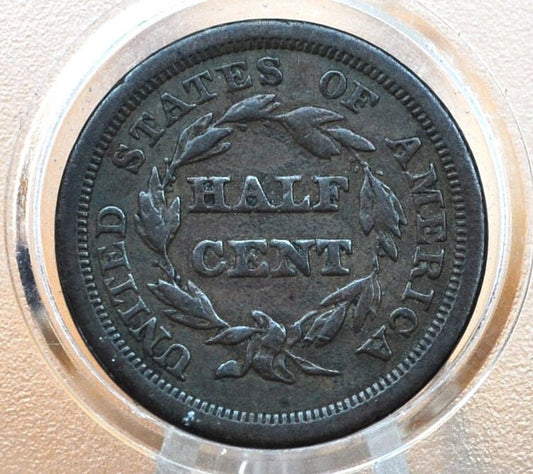 UNITED STATES OF AMERICA
HALF
CENT